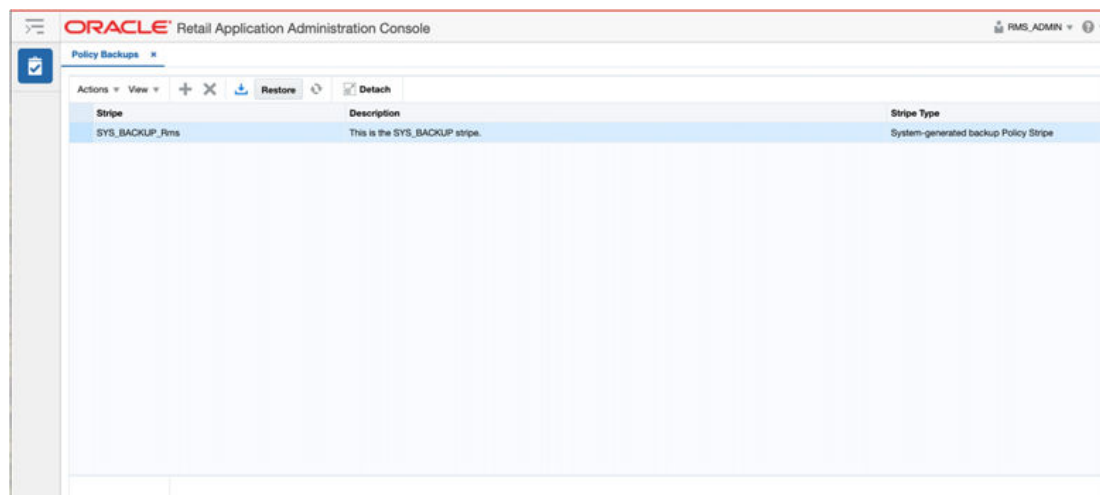 ORACLE Retail Application Administration Console RMS_ADMIN
Policy Backups
Actions View Restore Detach
Stripe Description Stripe Type
SYS_BACKUP_Rms This is the SYS_BACKUP stripe. System-generated backup Policy Stripe